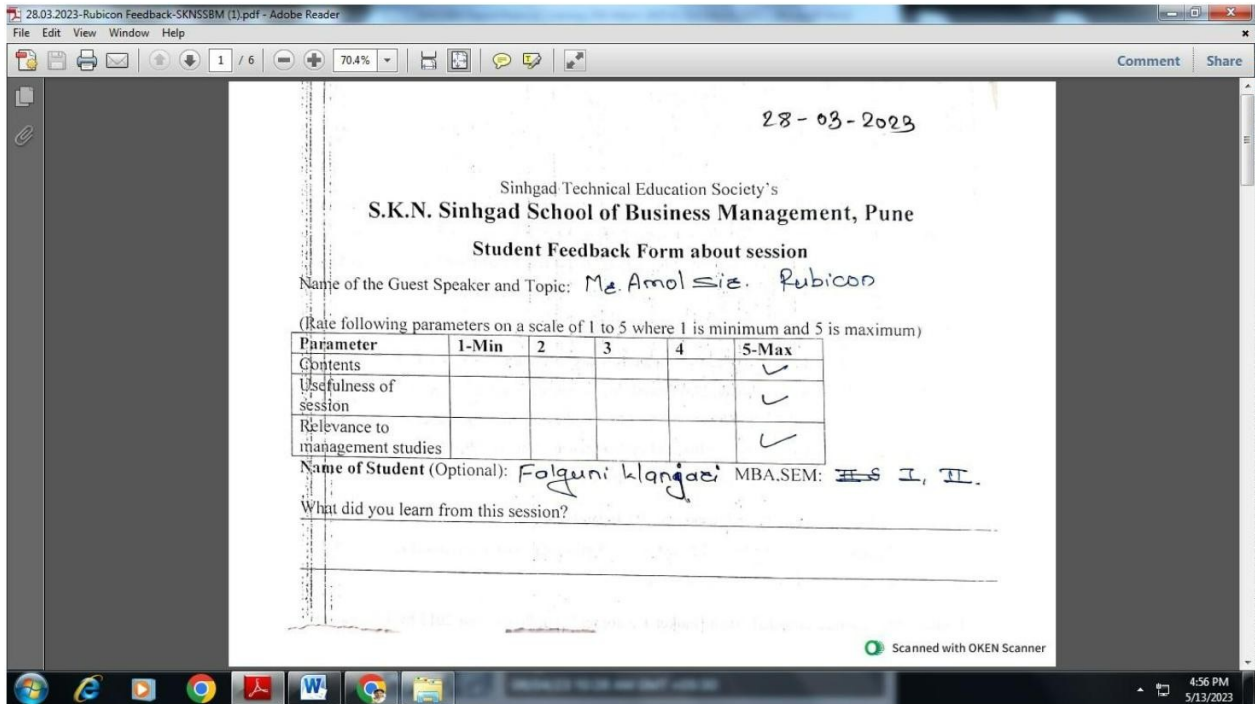 28.03.2023-Rubicon Feedback-SKNSSBM (1).pdf - Adobe Reader
File Edit View Window Help
1 / 6 70.4% Comment Share
28-03-2023
Sinhgad Technical Education Society's
S.K.N. Sinhgad School of Business Management, Pune
Student Feedback Form about session
Name of the Guest Speaker and Topic: Mr. Amol Sir. Rubicon
(Rate following parameters on a scale of 1 to 5 where 1 is minimum and 5 is maximum)
Parameter 1-Min 2 3 4 5-Max
Contents
Usefulness of
session
Relevance to
management studies
Name of Student (Optional): Falguni MBA.SEM: I, II.
What did you learn from this session?
Scanned with OKEN Scanner
4:56 PM
5/13/2023